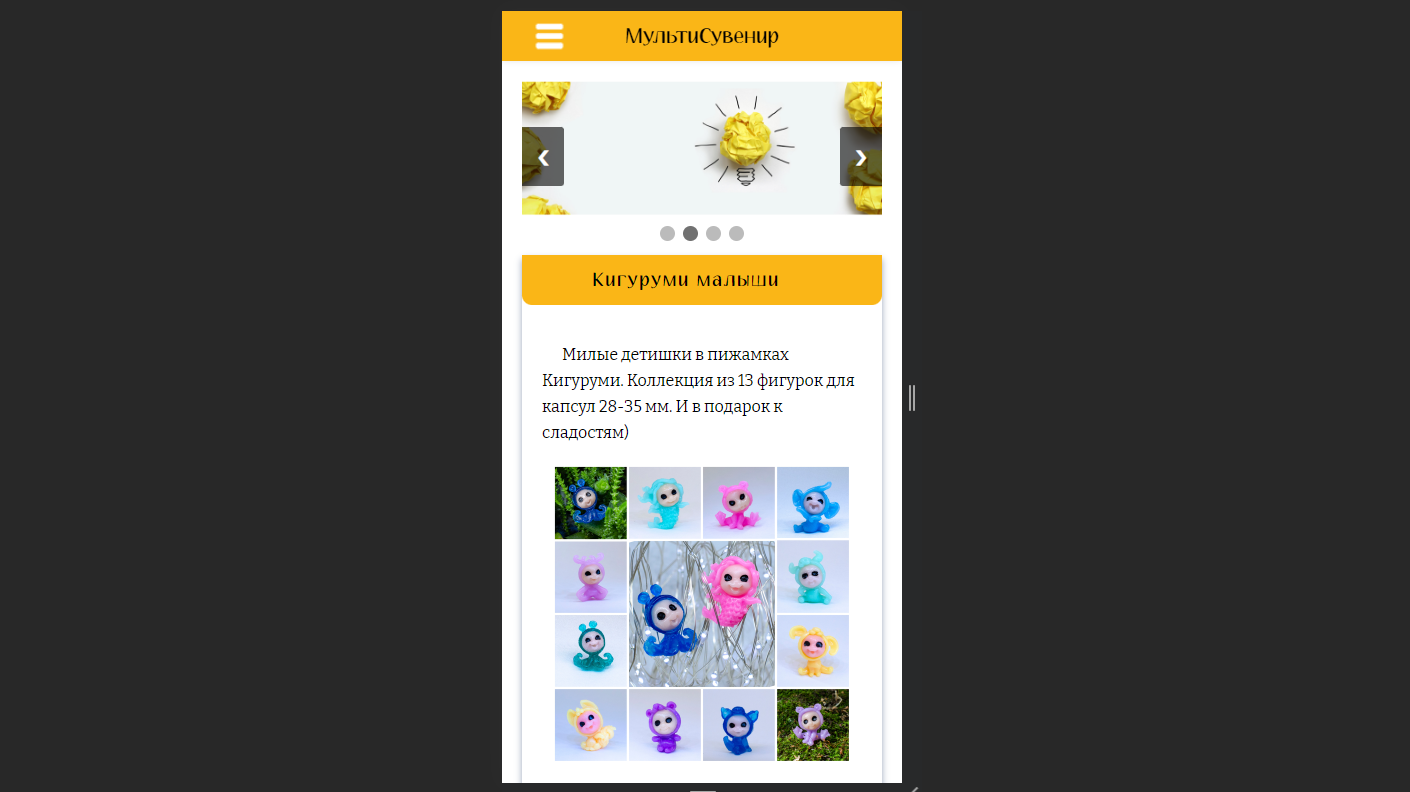 МультиСувенир
Кигуруми малыши
Милые детишки в пижамках
Кигуруми. Коллекция из 13 фигурок для
капсул 28-35 мм. И в подарок к
сладостям)